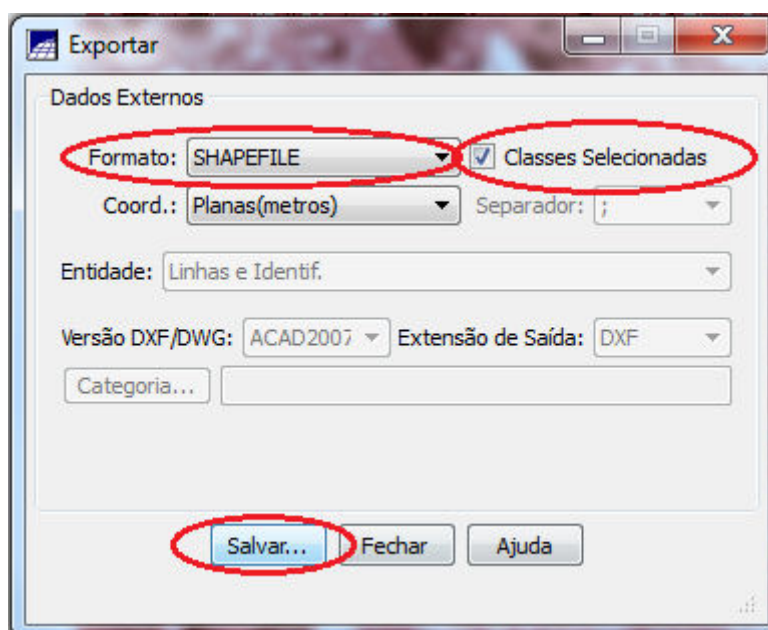 Exportar
Dados Externos
Formato: SHAPEFILE Classes Selecionadas
Coord.: Planas(metros) Separador: ;
Entidade: Linhas e Identif.
Versão DXF/DWG: ACAD2007 Extensão de Saída: DXF
Categoria...
Salvar... Fechar Ajuda